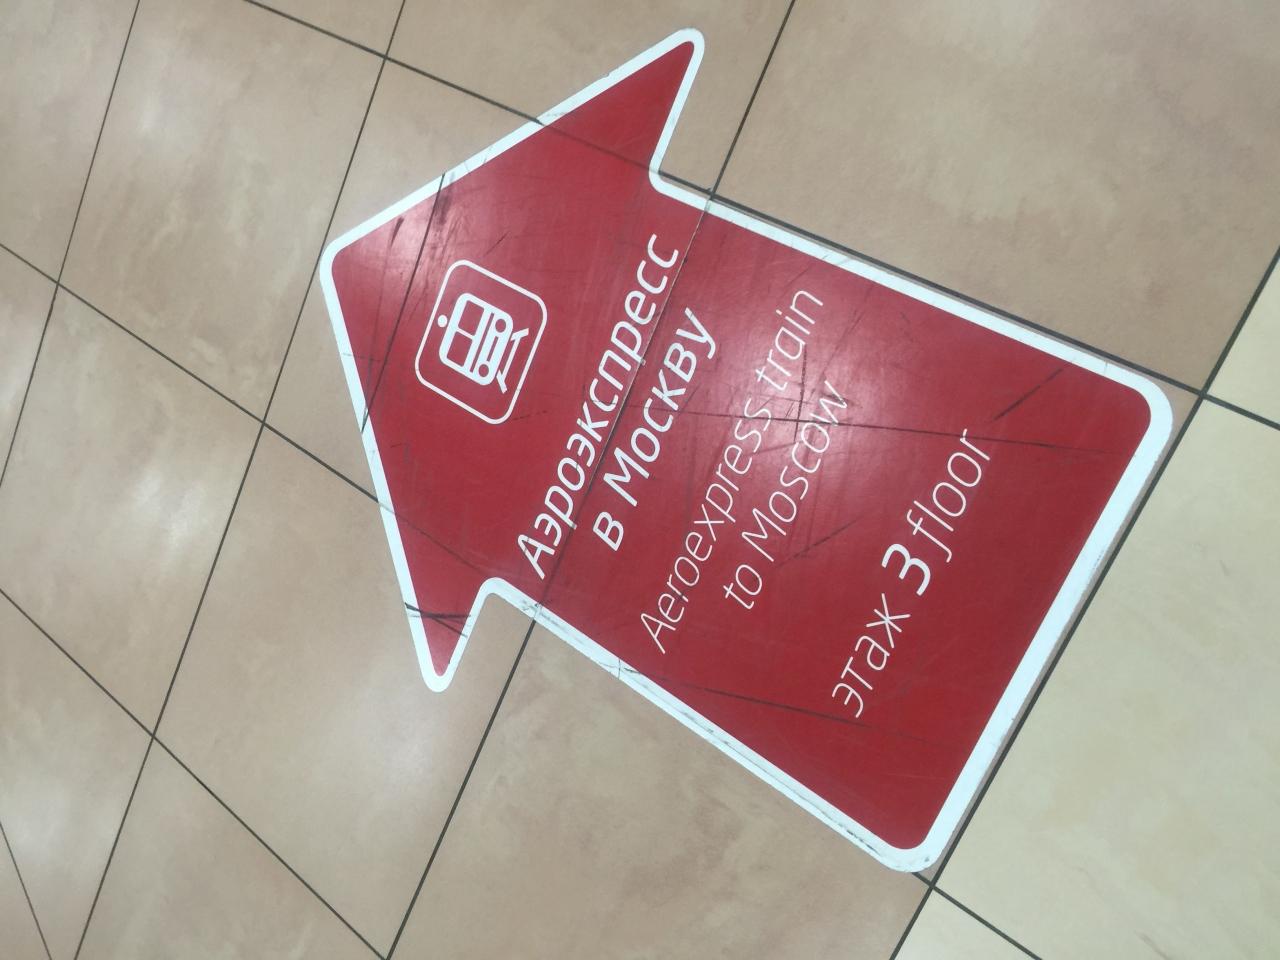 Аэроэкспресс
в Москву
Aeroexpress train
to Moscow
этаж 3 floor